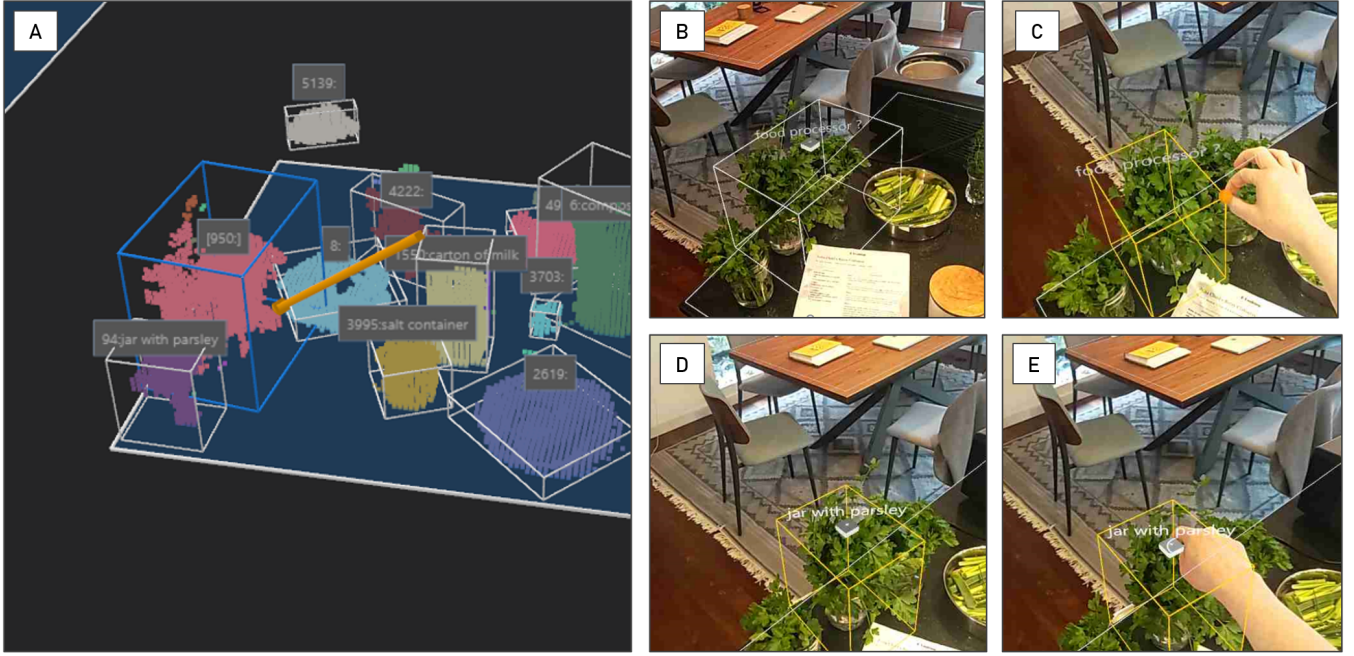 A
5139:
4222:
[950:]
8:
49
6:compos
1550:carton of milk
3703:
3995:salt container
94:jar with parsley
2619:
B
food processor ?
C
food processor ?
D
jar with parsley
E
jar with parsley